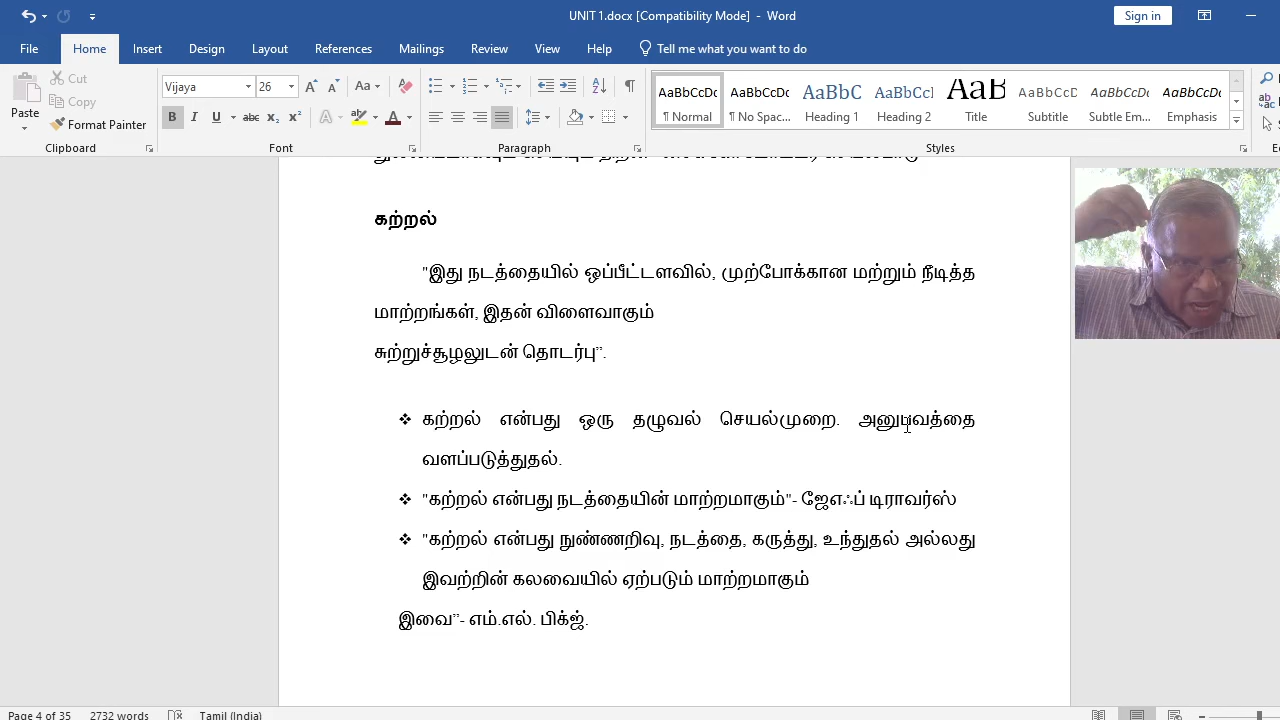 UNIT 1.docx [Compatibility Mode] - Word
Sign in
File Home Insert Design Layout References Mailings Review View Help Tell me what you want to do
Paste Cut Copy Format Painter
Vijaya 26
AaBbCcDc AaBbCcDc AaBbC AaBbCcI AaB AaBbCcD AaBbCcDt AaBbCcDt
¶ Normal ¶ No Spac... Heading 1 Heading 2 Title Subtitle Subtle Em... Emphasis
Clipboard Font Paragraph Styles
கற்றல்
"இது நடத்தையில் ஒப்பீட்டளவில், முற்போக்கான மற்றும் நீடித்த
மாற்றங்கள், இதன் விளைவாகும்
சுற்றுச்சூழலுடன் தொடர்பு”.
❖ கற்றல் என்பது ஒரு தழுவல் செயல்முறை. அனுபவத்தை
வளப்படுத்துதல்.
❖ "கற்றல் என்பது நடத்தையின் மாற்றமாகும்"- ஜேஎஃப் டிராவர்ஸ்
❖ "கற்றல் என்பது நுண்ணறிவு, நடத்தை, கருத்து, உந்துதல் அல்லது
இவற்றின் கலவையில் ஏற்படும் மாற்றமாகும்
இவை”- எம்.எல். பிக்ஜ்.
Page 4 of 35 2732 words Tamil (India)